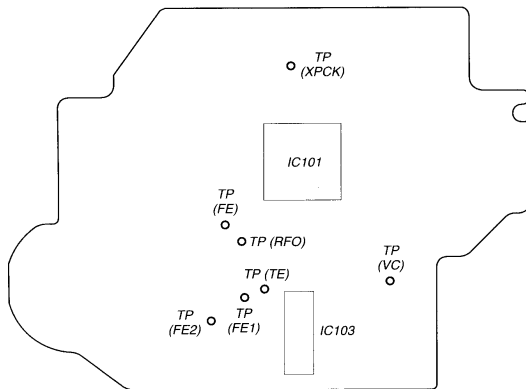 TP
(XPCK)
IC101
TP
(FE)
TP (RFO)
TP
(VC)
TP (TE)
TP
(FE2)
TP
(FE1)
IC103